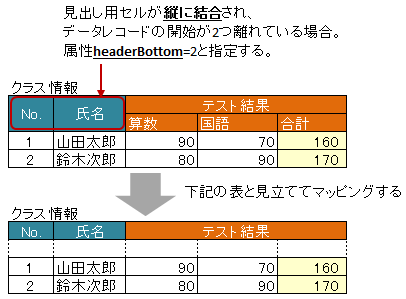 見出し用セルが縦に結合され、
データレコードの開始が2つ離れている場合。
属性headerBottom=2と指定する。
クラス情報
No. 氏名 テスト結果
算数 国語 合計
1 山田太郎 90 70 160
2 鈴木次郎 80 90 170
下記の表と見立ててマッピングする
クラス情報
No. 氏名 テスト結果
1 山田太郎 90 70 160
2 鈴木次郎 80 90 170